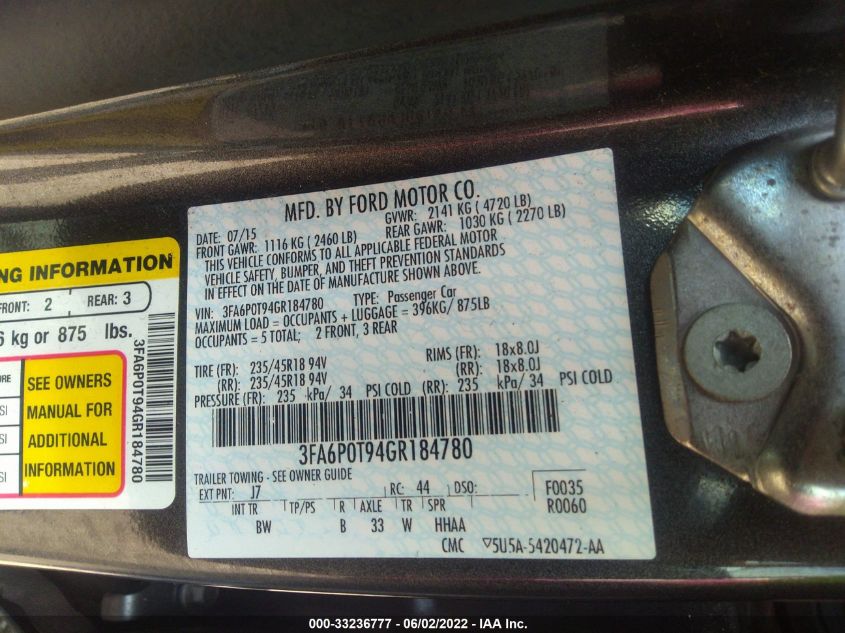 MFD. BY FORD MOTOR CO.
DATE: 07/15 GVWR: 2141 KG ( 4720 LB)
FRONT GAWR: 1116 KG ( 2460 LB) REAR GAWR: 1030 KG ( 2270 LB)
THIS VEHICLE CONFORMS TO ALL APPLICABLE FEDERAL MOTOR
VEHICLE SAFETY, BUMPER, AND THEFT PREVENTION STANDARDS
IN EFFECT ON THE DATE OF MANUFACTURE SHOWN ABOVE.
VIN: 3FA6P0T94GR184780 TYPE: Passenger Car
MAXIMUM LOAD = OCCUPANTS + LUGGAGE = 396KG/ 875LB
OCCUPANTS = 5 TOTAL; 2 FRONT, 3 REAR
TIRE (FR): 235/45R18 94V RIMS (FR): 18x8.0J
(RR): 235/45R18 94V (RR): 18x8.0J
PRESSURE (FR): 235 kPa/ 34 PSI COLD (RR): 235 kPa/ 34 PSI COLD
3FA6P0T94GR184780
TRAILER TOWING - SEE OWNER GUIDE
EXT PNT: J7 RC: 44 DSO: F0035
INT TR TP/PS R AXLE TR SPR R0060
BW B 33 W HHAA
CMC ▽5U5A-5420472-AA
NG INFORMATION
FRONT: 2 REAR: 3
6 kg or 875 lbs.
SEE OWNERS
MANUAL FOR
ADDITIONAL
INFORMATION
3FA6P0T94GR184780
000-33236777 - 06/02/2022 - IAA Inc.